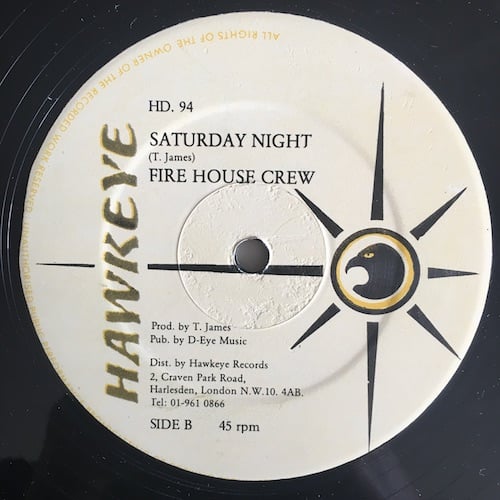 ALL RIGHTS OF THE OWNER OF THE RECORDED WORK RESERVED. UNAUTHORISED
HAWKEYE
HD. 94
SATURDAY NIGHT
(T. James)
FIRE HOUSE CREW
Prod. by T. James
Pub. by D-Eye Music
Dist. by Hawkeye Records
2, Craven Park Road,
Harlesden, London N.W.10. 4AB.
Tel: 01-961 0866
SIDE B 45 rpm